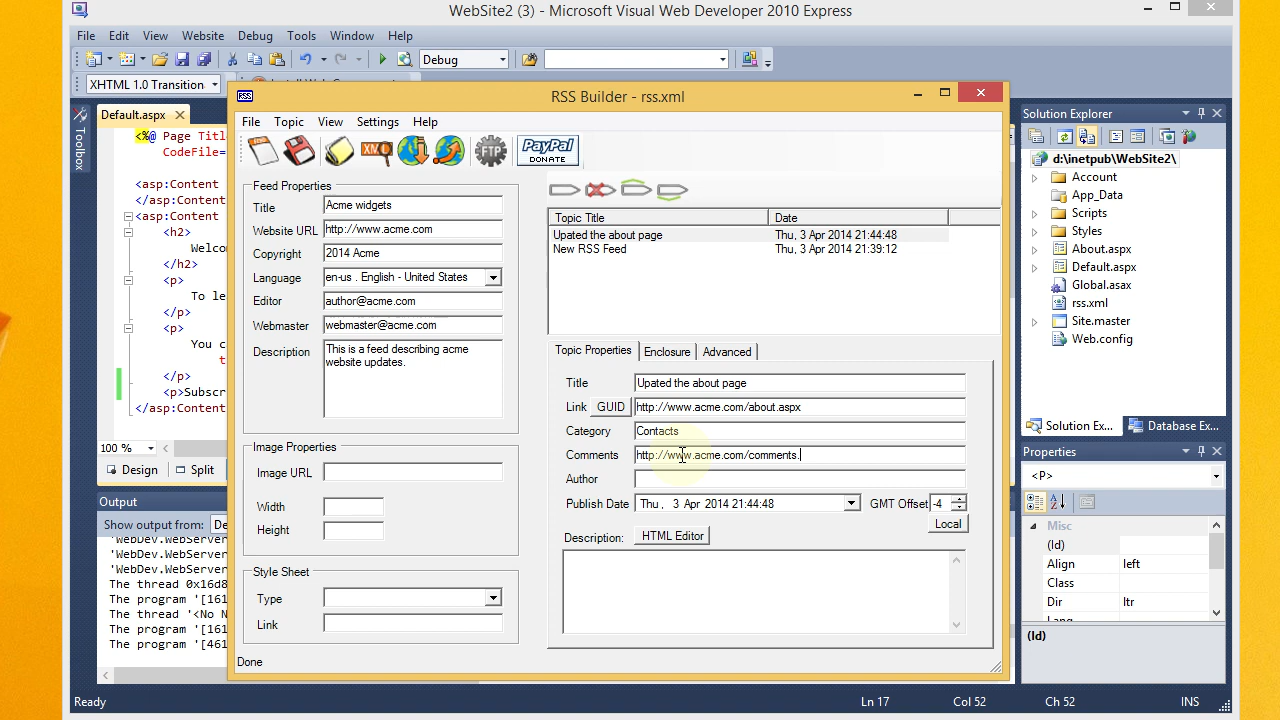 WebSite2 (3) - Microsoft Visual Web Developer 2010 Express
File Edit View Website Debug Tools Window Help
Debug
XHTML 1.0 Transition
Toolbox
Default.aspx
<%@ Page Titl
CodeFile=
<asp:Content
</asp:Content
<asp:Content
<h2>
Welco
</h2>
<p>
To le
</p>
<p>
You c
t
</p>
<p>Subscr
</asp:Content
100 %
Design Split
Output
Show output from: De
'WebDev.WebServer
'WebDev.WebServer
'WebDev.WebServer
The thread 0x16d8
The program '[161
The thread '<No N
The program '[161
The program '[461
Ready Ln 17 Col 52 Ch 52 INS
RSS Builder - rss.xml
File Topic View Settings Help
XML
FTP
PayPal
DONATE
Feed Properties
Title Acme widgets
Website URL http://www.acme.com
Copyright 2014 Acme
Language en-us . English - United States
Editor author@acme.com
Webmaster webmaster@acme.com
Description This is a feed describing acme
website updates.
Image Properties
Image URL
Width
Height
Style Sheet
Type
Link
Done
Topic Title Date
Upated the about page Thu, 3 Apr 2014 21:44:48
New RSS Feed Thu, 3 Apr 2014 21:39:12
Topic Properties Enclosure Advanced
Title Upated the about page
Link GUID http://www.acme.com/about.aspx
Category Contacts
Comments http://www.acme.com/comments.
Author
Publish Date Thu , 3 Apr 2014 21:44:48 GMT Offset -4
Local
Description: HTML Editor
Solution Explorer
d:\inetpub\WebSite2\
Account
App_Data
Scripts
Styles
About.aspx
Default.aspx
Global.asax
rss.xml
Site.master
Web.config
Solution Ex... Database Ex...
Properties
<P>
Misc
(Id)
Align left
Class
Dir ltr
(Id)